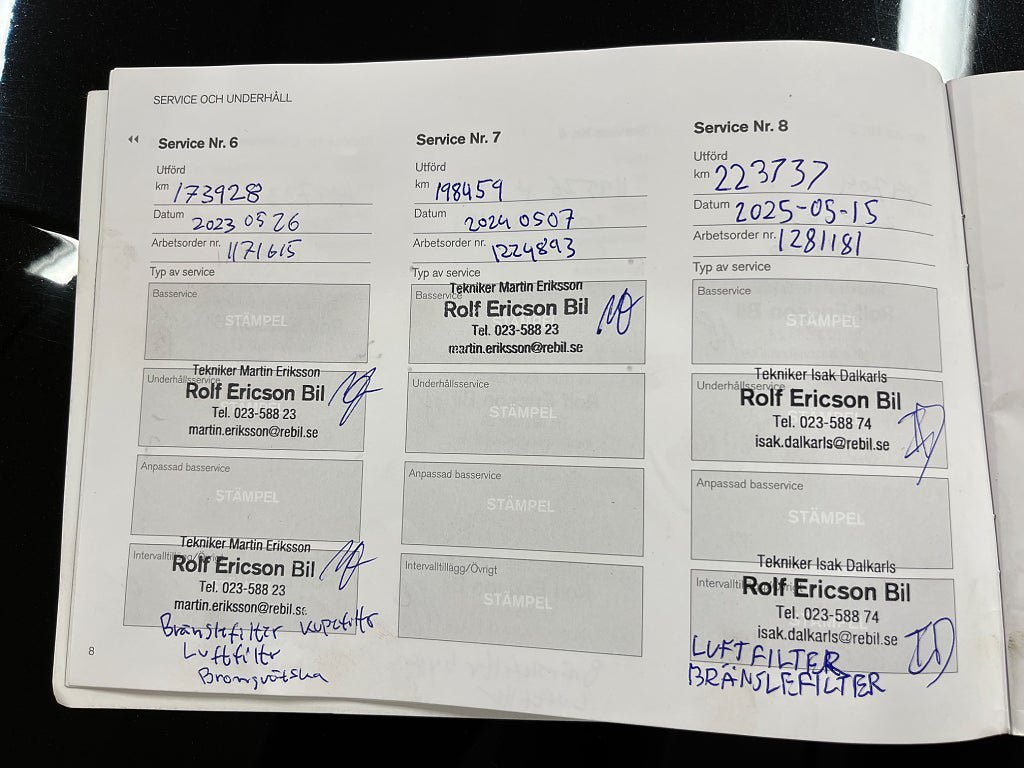 SERVICE OCH UNDERHÅLL
Service Nr. 6
Utförd
km 1739288
Datum 2023 05 26
Arbetsorder nr. 1171615
Typ av service
Basservice
STÄMPEL
Tekniker Martin Eriksson
Underhållsservice
Rolf Ericson Bil
Tel. 023-588 23
martin.eriksson@rebil.se
Anpassad basservice
STÄMPEL
Tekniker Martin Eriksson
Intervalltillägg/Övrigt
Rolf Ericson Bil
Tel. 023-588 23
martin.eriksson@rebil.se
Bränslefilter kupefilter
Luftfilter
Bromsvätska
8
Service Nr. 7
Utförd
km 198459
Datum 2024 0507
Arbetsorder nr. 1224893
Typ av service
Tekniker Martin Eriksson
Basservice
Rolf Ericson Bil
Tel. 023-588 23
martin.eriksson@rebil.se
Underhållsservice
STÄMPEL
Anpassad basservice
STÄMPEL
Intervalltillägg/Övrigt
STÄMPEL
Service Nr. 8
Utförd
km 223737
Datum 2025-05-15
Arbetsorder nr. 1281181
Typ av service
Basservice
STÄMPEL
Tekniker Isak Dalkarls
Underhållsservice
Rolf Ericson Bil
Tel. 023-588 74
isak.dalkarls@rebil.se
Anpassad basservice
STÄMPEL
Tekniker Isak Dalkarls
Rolf Ericson Bil
Tel. 023-588 74
isak.dalkarls@rebil.se
LUFTFILTER
BRÄNSLEFILTER